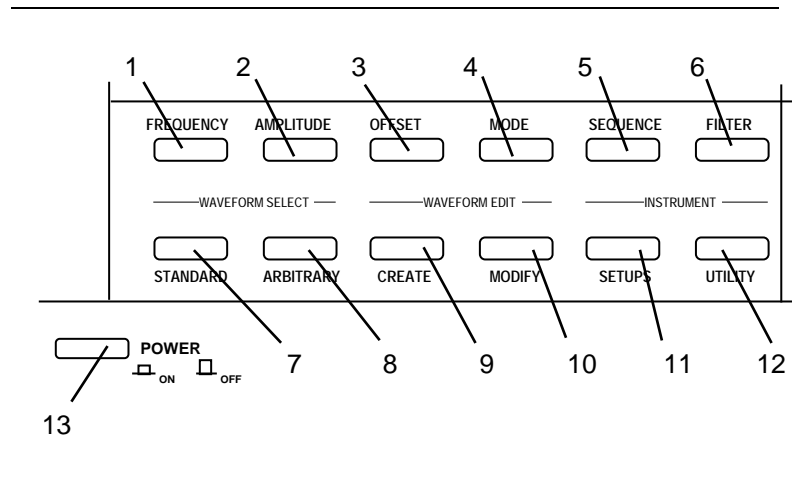 1 2 3 4 5 6
FREQUENCY AMPLITUDE OFFSET MODE SEQUENCE FILTER
WAVEFORM SELECT WAVEFORM EDIT INSTRUMENT
STANDARD ARBITRARY CREATE MODIFY SETUPS UTILITY
POWER
ON OFF
7 8 9 10 11 12
13